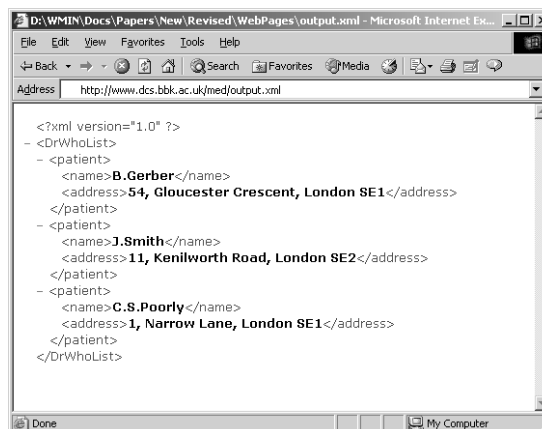 D:\WMIN\Docs\Papers\New\Revised\WebPages\output.xml - Microsoft Internet Ex...
File Edit View Favorites Tools Help
Back Search Favorites Media
Address http://www.dcs.bbk.ac.uk/med/output.xml
<?xml version="1.0" ?>
- <DrWhoList>
- <patient>
<name>B.Gerber</name>
<address>54, Gloucester Crescent, London SE1</address>
</patient>
- <patient>
<name>J.Smith</name>
<address>11, Kenilworth Road, London SE2</address>
</patient>
- <patient>
<name>C.S.Poorly</name>
<address>1, Narrow Lane, London SE1</address>
</patient>
</DrWhoList>
Done My Computer